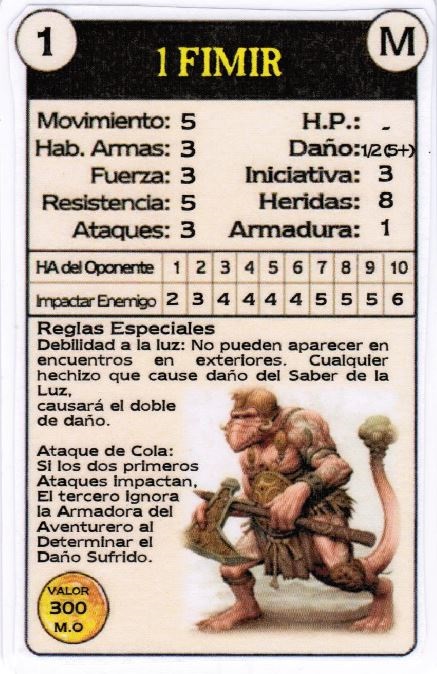 1
M
1 FIMIR
Movimiento: 5 H.P.: -
Hab. Armas: 3 Daño:1/2(5+)
Fuerza: 3 Iniciativa: 3
Resistencia: 5 Heridas: 8
Ataques: 3 Armadura: 1
HA del Oponente 1 2 3 4 5 6 7 8 9 10
Impactar Enemigo 2 3 4 4 4 4 5 5 5 6
Reglas Especiales
Debilidad a la luz: No pueden aparecer en
encuentros en exteriores. Cualquier
hechizo que cause daño del Saber de la
Luz,
causará el doble
de daño.
Ataque de Cola:
Si los dos primeros
Ataques impactan,
El tercero Ignora
la Armadura del
Aventurero al
Determinar el
Daño Sufrido.
VALOR
300
M.O